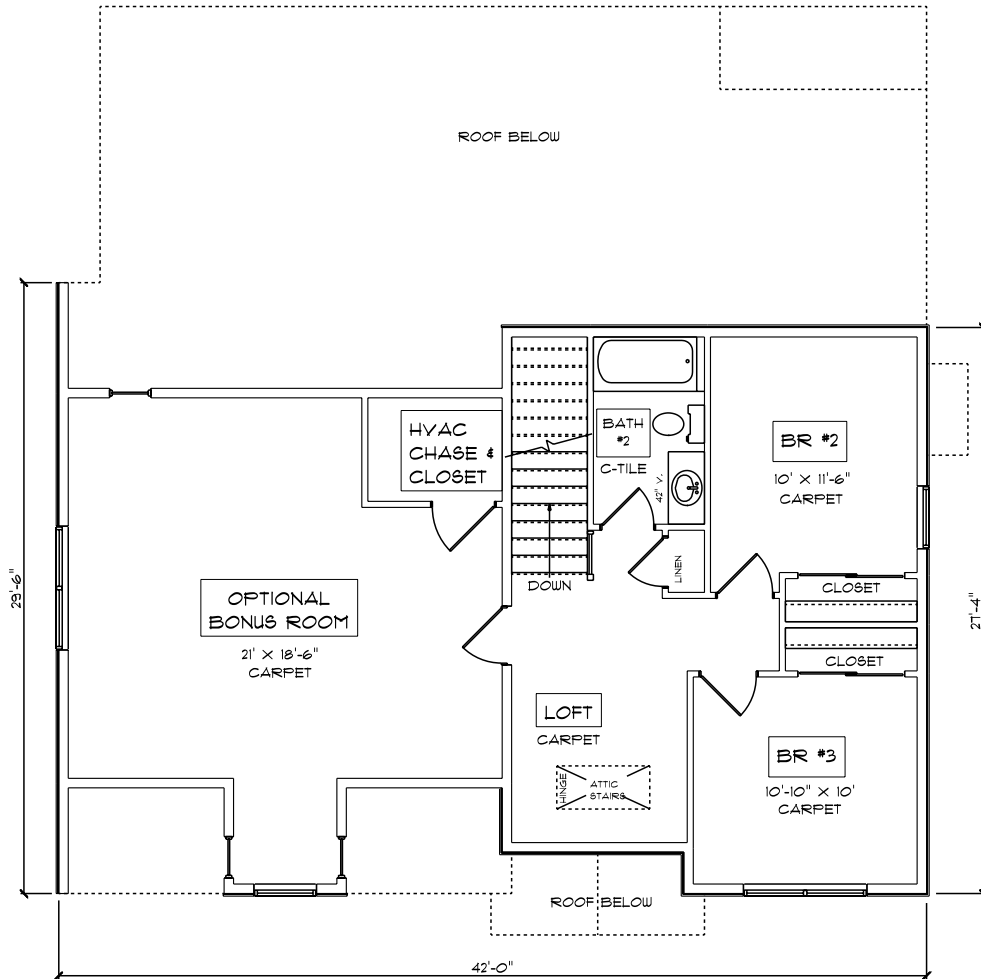 ROOF BELOW
HVAC
CHASE &
CLOSET
BATH
#2
C-TILE
42" V.
BR #2
10' X 11'-6"
CARPET
LINEN
DOWN
CLOSET
CLOSET
OPTIONAL
BONUS ROOM
21' X 18'-6"
CARPET
29'-6"
27'-4"
LOFT
CARPET
HINGE
ATTIC
STAIRS
BR #3
10'-10" X 10'
CARPET
ROOF BELOW
42'-0"